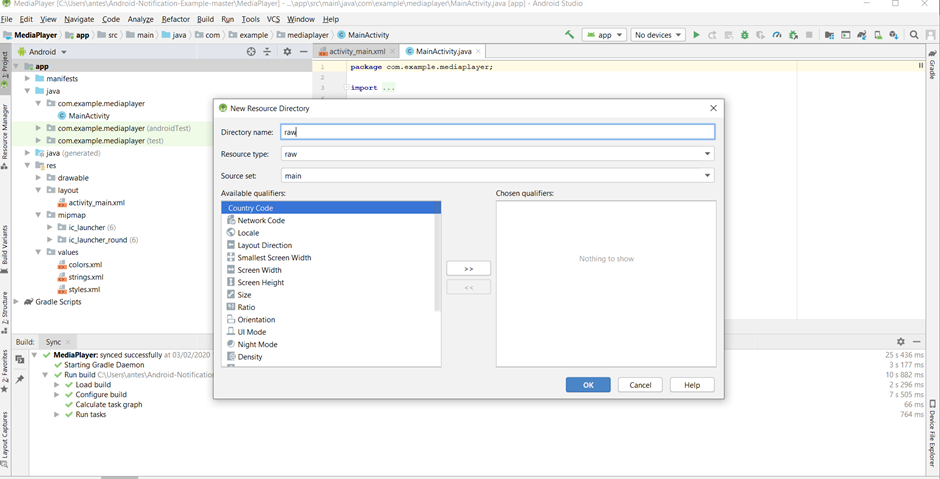 MediaPlayer [C:\Users\antes\Android-Notification-Example-master\MediaPlayer] - ...\app\src\main\java\com\example\mediaplayer\MainActivity.java [app] - Android Studio
File Edit View Navigate Code Analyze Refactor Build Run Tools VCS Window Help
MediaPlayer app src main java com example mediaplayer MainActivity app No devices
Android activity_main.xml MainActivity.java
1: Project
Resource Manager
Build Variants
7: Structure
2: Favorites
Layout Captures
Gradle
Device File Explorer
app
manifests
java
com.example.mediaplayer
MainActivity
com.example.mediaplayer (androidTest)
com.example.mediaplayer (test)
java (generated)
res
drawable
layout
activity_main.xml
mipmap
ic_launcher (6)
ic_launcher_round (6)
values
colors.xml
strings.xml
styles.xml
Gradle Scripts
1 package com.example.mediaplayer;
2
3 import ...
New Resource Directory
Directory name: raw
Resource type: raw
Source set: main
Available qualifiers: Chosen qualifiers:
Country Code
Network Code
Locale
Layout Direction
Smallest Screen Width
Screen Width
Screen Height
Size
Ratio
Orientation
UI Mode
Night Mode
Density
>>
<<
Nothing to show
OK Cancel Help
Build: Sync
MediaPlayer: synced successfully at 03/02/2020 25 s 436 ms
Starting Gradle Daemon 3 s 177 ms
Run build C:\Users\antes\Android-Notification 10 s 882 ms
Load build 2 s 296 ms
Configure build 7 s 505 ms
Calculate task graph 66 ms
Run tasks 764 ms